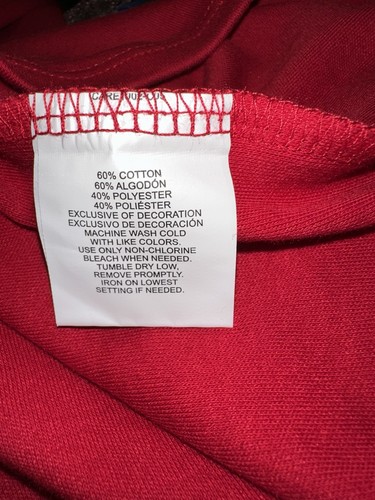 60% COTTON
60% ALGODÓN
40% POLYESTER
40% POLIÉSTER
EXCLUSIVE OF DECORATION
EXCLUSIVO DE DECORACIÓN
MACHINE WASH COLD
WITH LIKE COLORS.
USE ONLY NON-CHLORINE
BLEACH WHEN NEEDED.
TUMBLE DRY LOW,
REMOVE PROMPTLY.
IRON ON LOWEST
SETTING IF NEEDED.